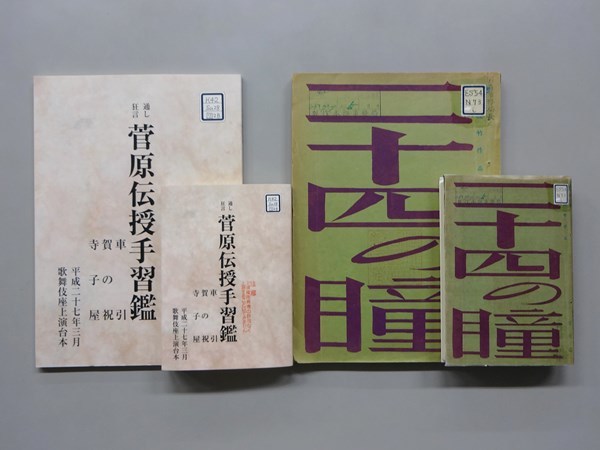 通し
狂言
菅原伝授手習鑑
車引
賀の祝
寺子屋
平成二十七年三月
歌舞伎座上演台本
通し
狂言
菅原伝授手習鑑
車引
賀の祝
寺子屋
平成二十七年三月
歌舞伎座上演台本
二十四の瞳
二十四の瞳